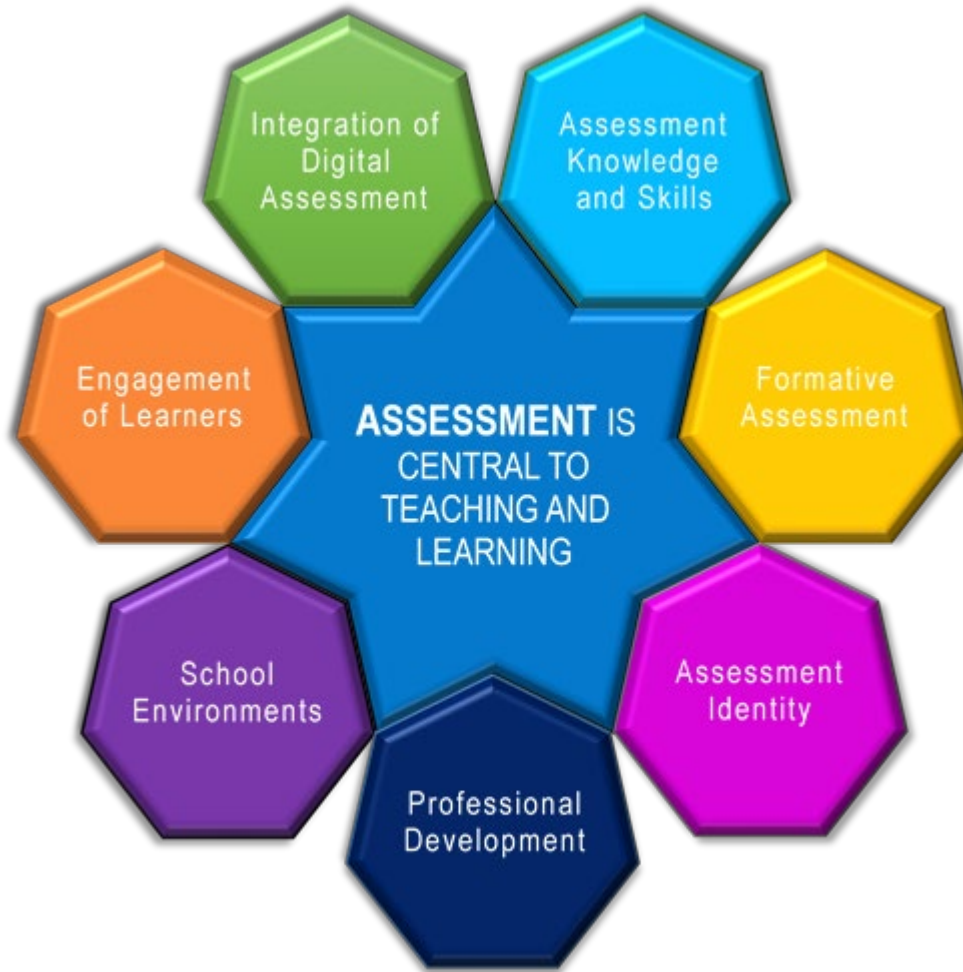 Integration of
Digital
Assessment
Assessment
Knowledge
and Skills
Engagement
of Learners
Formative
Assessment
ASSESSMENT IS
CENTRAL TO
TEACHING AND
LEARNING
School
Environments
Assessment
Identity
Professional
Development